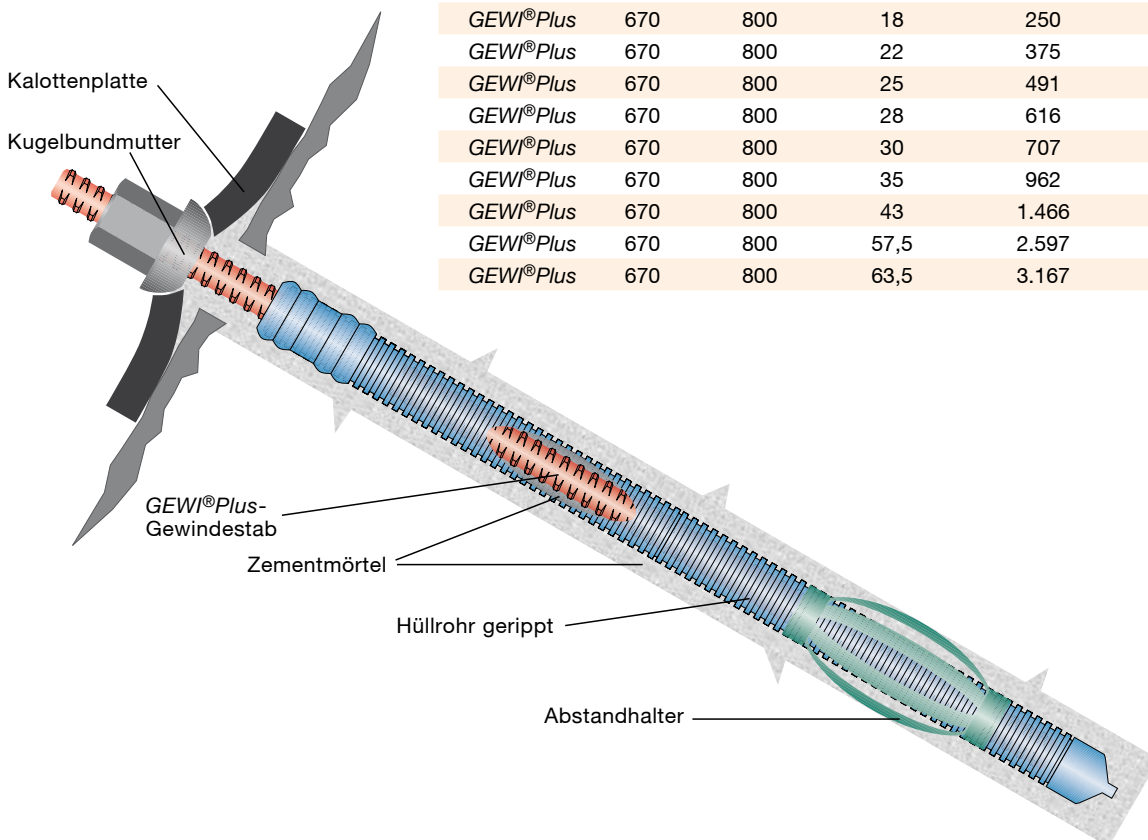 GEWI®Plus 670 800 18 250
GEWI®Plus 670 800 22 375
GEWI®Plus 670 800 25 491
GEWI®Plus 670 800 28 616
GEWI®Plus 670 800 30 707
GEWI®Plus 670 800 35 962
GEWI®Plus 670 800 43 1.466
GEWI®Plus 670 800 57,5 2.597
GEWI®Plus 670 800 63,5 3.167
Kalottenplatte
Kugelbundmutter
GEWI®Plus-
Gewindestab
Zementmörtel
Hüllrohr gerippt
Abstandhalter